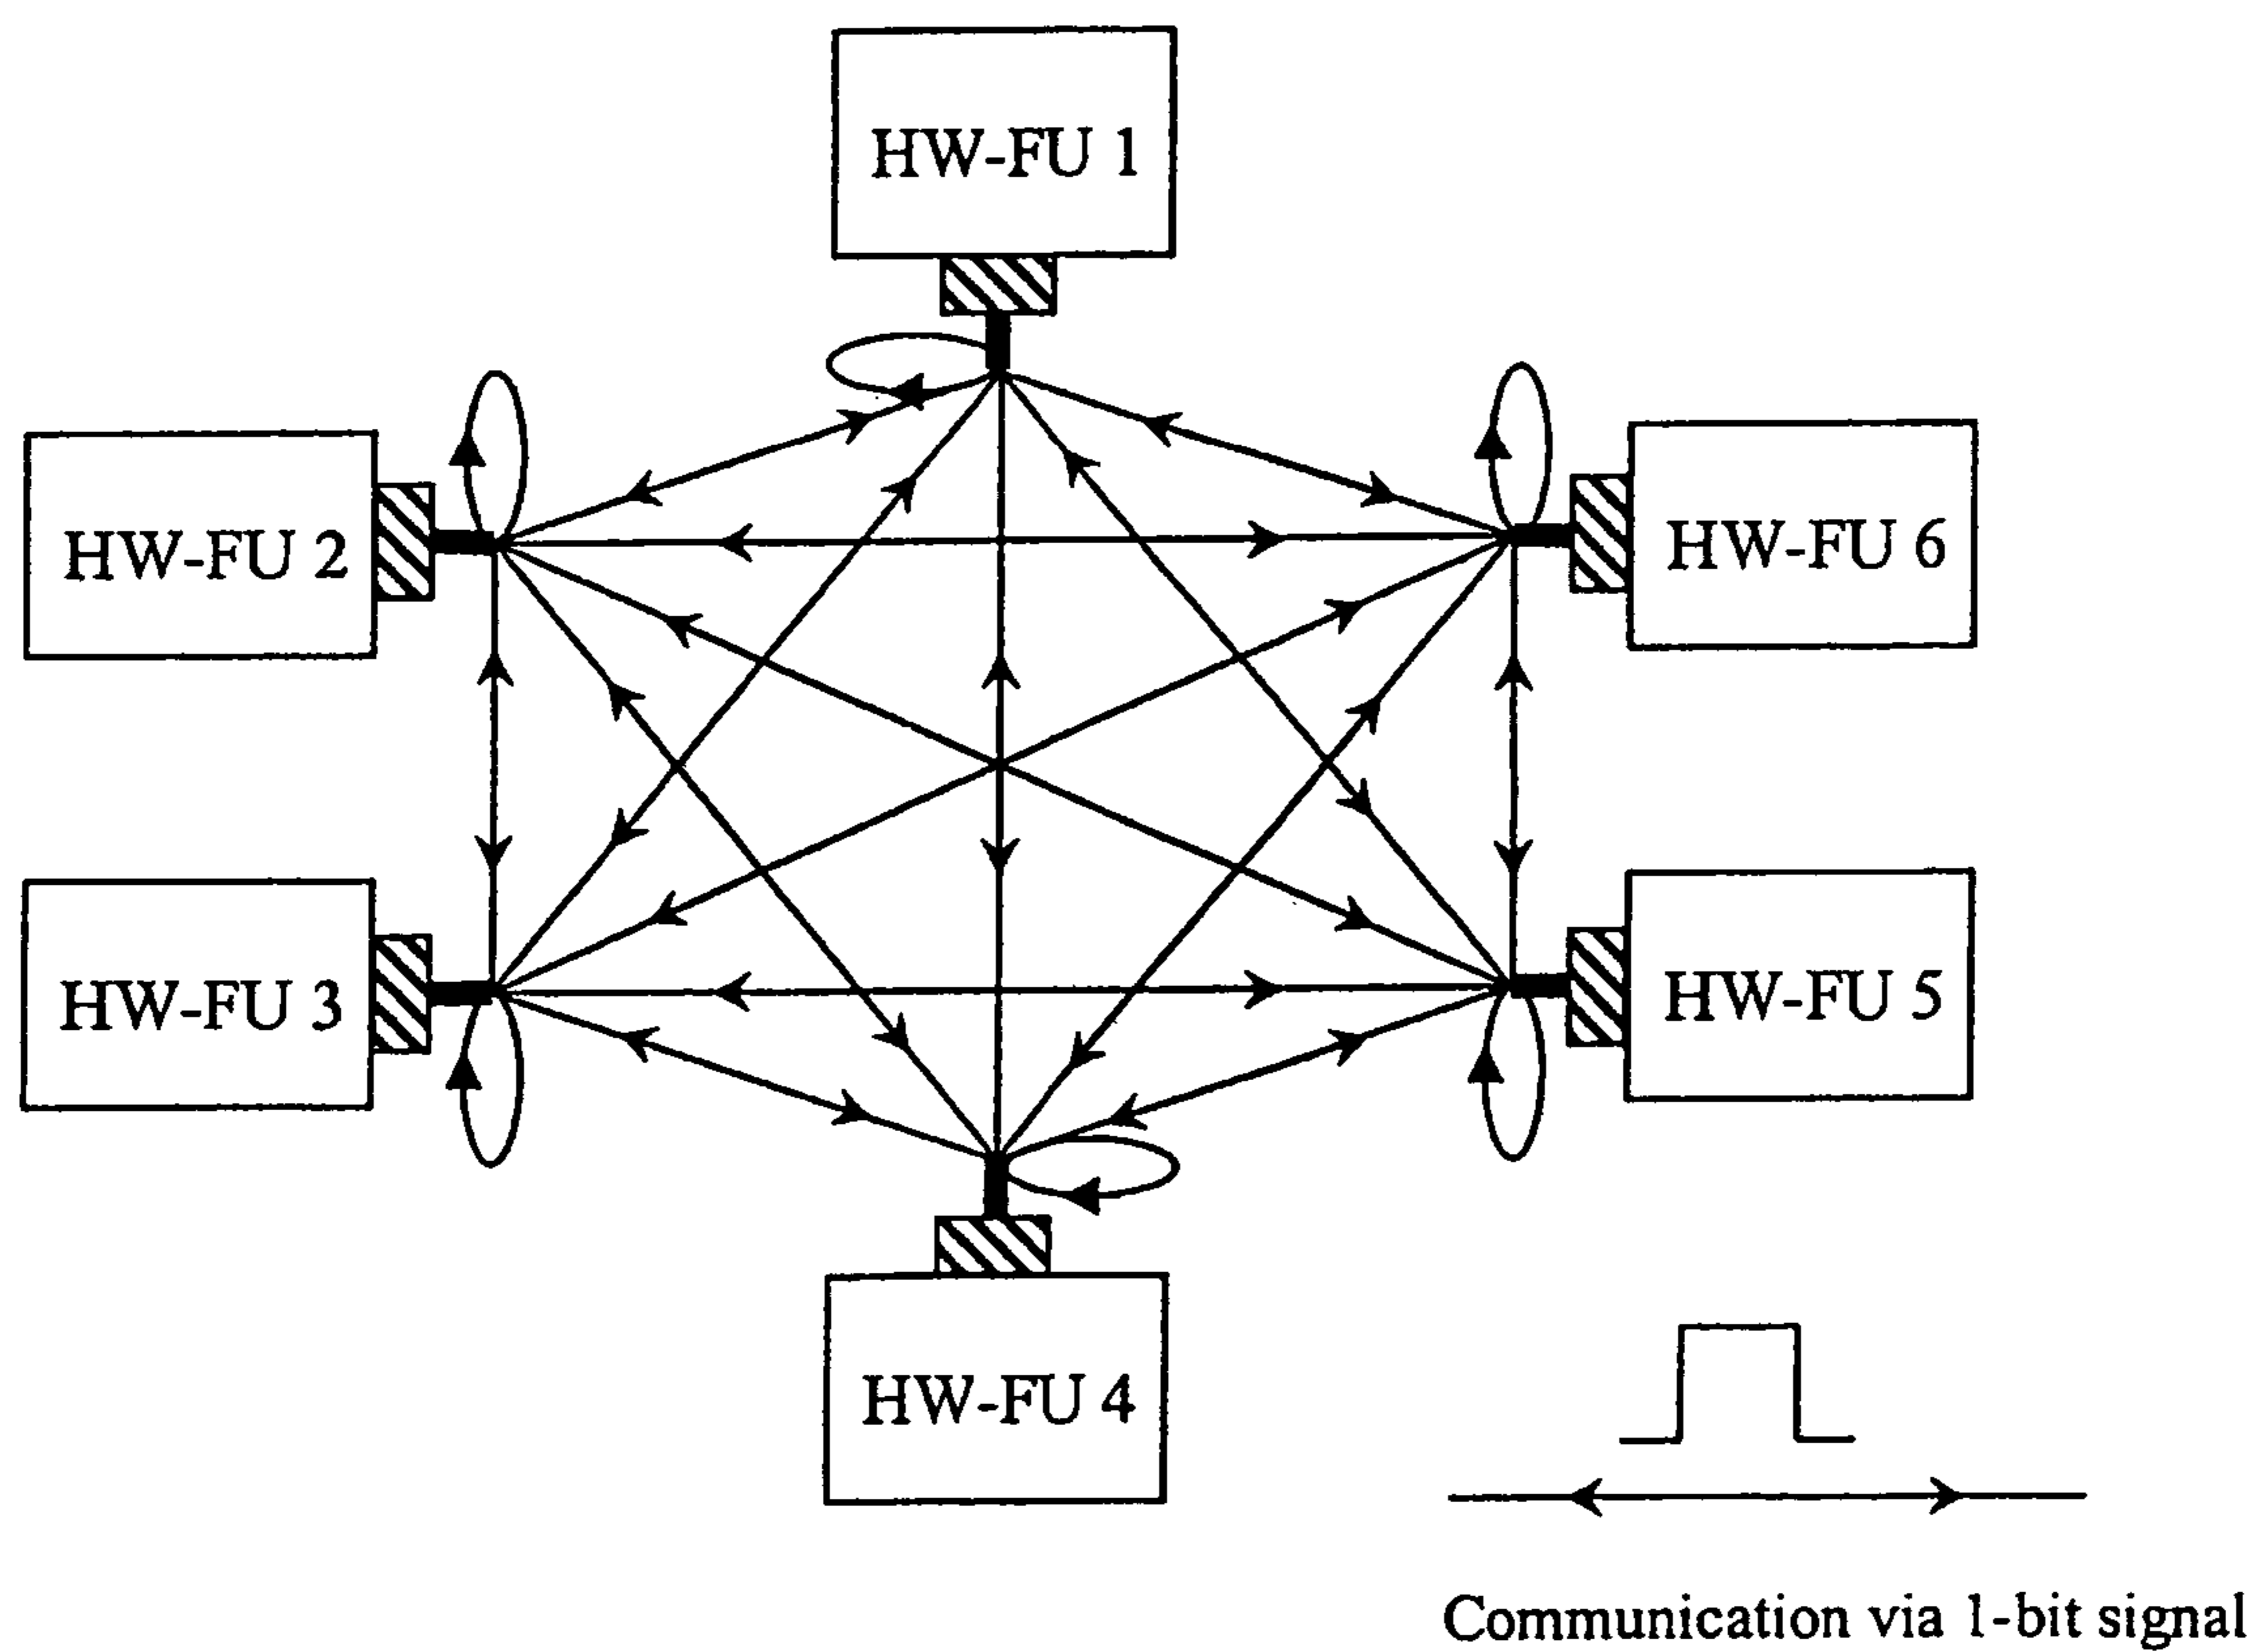 HW-FU 1
HW-FU 2
HW-FU 6
HW-FU 3
HW-FU 5
HW-FU 4
Communication via 1-bit signal